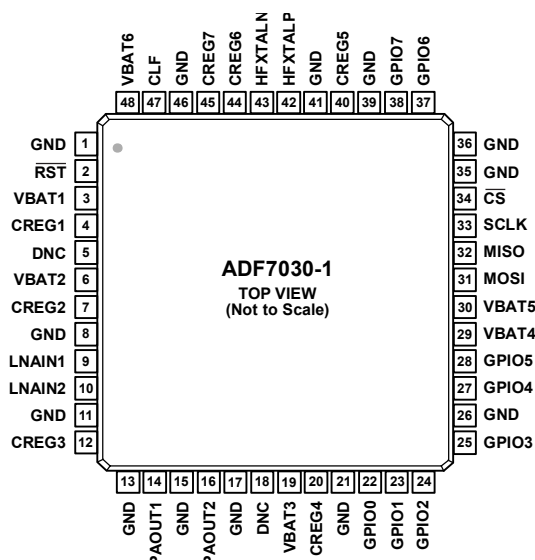 VBAT6
CLF
GND
CREG7
CREG6
HFXTALN
HFXTALP
GND
CREG5
GND
GPIO7
GPIO6
48 47 46 45 44 43 42 41 40 39 38 37
GND 1
RST 2
VBAT1 3
CREG1 4
DNC 5
VBAT2 6
CREG2 7
GND 8
LNAIN1 9
LNAIN2 10
GND 11
CREG3 12
ADF7030-1
TOP VIEW
(Not to Scale)
36 GND
35 GND
34 CS
33 SCLK
32 MISO
31 MOSI
30 VBAT5
29 VBAT4
28 GPIO5
27 GPIO4
26 GND
25 GPIO3
13 14 15 16 17 18 19 20 21 22 23 24
GND
PAOUT1
GND
PAOUT2
GND
DNC
VBAT3
CREG4
GND
GPIO0
GPIO1
GPIO2